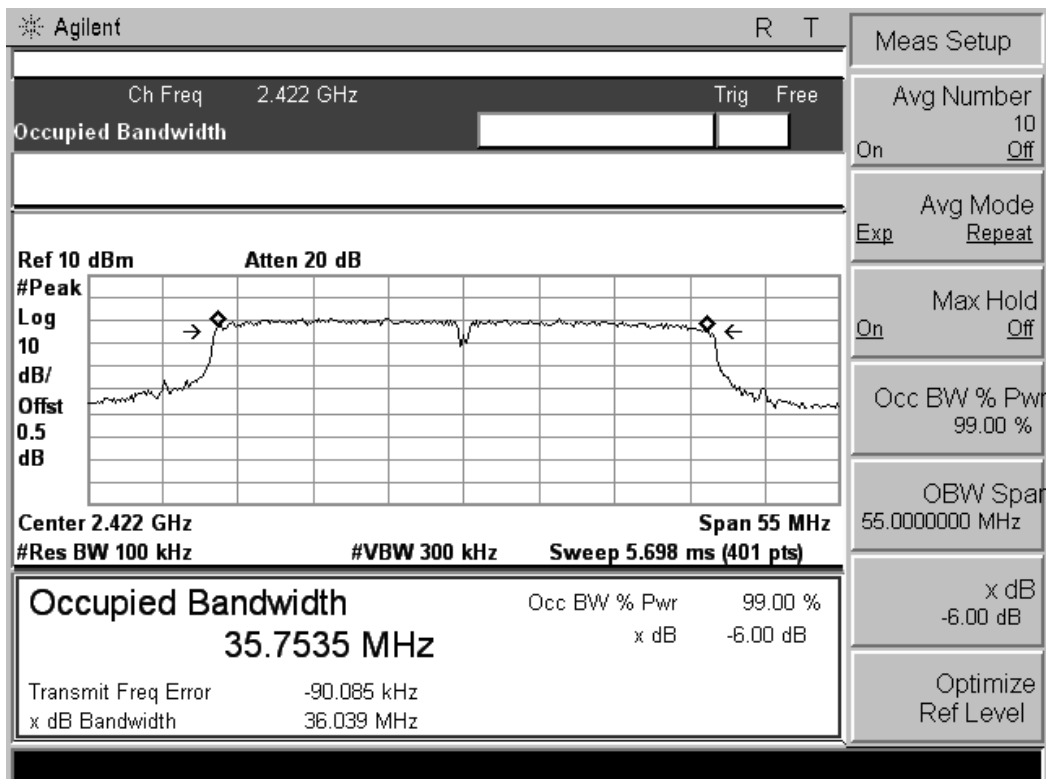 Agilent R T
Ch Freq 2.422 GHz Trig Free
Occupied Bandwidth
Ref 10 dBm Atten 20 dB
#Peak
Log
10
dB/
Offst
0.5
dB
Center 2.422 GHz Span 55 MHz
#Res BW 100 kHz #VBW 300 kHz Sweep 5.698 ms (401 pts)
Occupied Bandwidth Occ BW % Pwr 99.00 %
35.7535 MHz x dB -6.00 dB
Transmit Freq Error -90.085 kHz
x dB Bandwidth 36.039 MHz
Meas Setup
Avg Number
10
On Off
Avg Mode
Exp Repeat
Max Hold
On Off
Occ BW % Pwr
99.00 %
OBW Span
55.0000000 MHz
x dB
-6.00 dB
Optimize
Ref Level